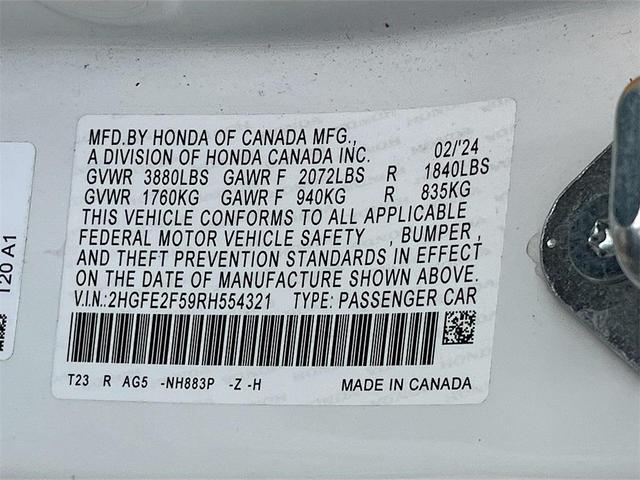 MFD.BY HONDA OF CANADA MFG., 02/'24
A DIVISION OF HONDA CANADA INC.
GVWR 3880LBS GAWR F 2072LBS R 1840LBS
GVWR 1760KG GAWR F 940KG R 835KG
THIS VEHICLE CONFORMS TO ALL APPLICABLE
FEDERAL MOTOR VEHICLE SAFETY , BUMPER ,
AND THEFT PREVENTION STANDARDS IN EFFECT
ON THE DATE OF MANUFACTURE SHOWN ABOVE.
V.I.N.:2HGFE2F59RH554321 TYPE: PASSENGER CAR
T23 R AG5 -NH883P -Z -H MADE IN CANADA
T20 A1